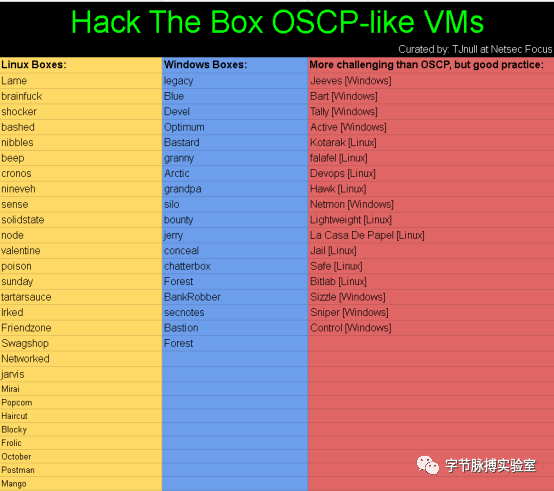 Hack The Box OSCP-like VMs
Curated by: TJnull at Netsec Focus
Linux Boxes: Windows Boxes: More challenging than OSCP, but good practice:
Lame legacy Jeeves [Windows]
brainfuck Blue Bart [Windows]
shocker Devel Tally [Windows]
bashed Optimum Active [Windows]
nibbles Bastard Kotarak [Linux]
beep granny falafel [Linux]
cronos Arctic Devops [Linux]
nineveh grandpa Hawk [Linux]
sense silo Netmon [Windows]
solidstate bounty Lightweight [Linux]
node jerry La Casa De Papel [Linux]
valentine conceal Jail [Linux]
poison chatterbox Safe [Linux]
sunday Forest Bitlab [Linux]
tartarsauce BankRobber Sizzle [Windows]
Irked secnotes Sniper [Windows]
Friendzone Bastion Control [Windows]
Swagshop Forest
Networked
jarvis
Mirai
Popcorn
Haircut
Blocky
Frolic
October
Postman
Mango
字节脉搏实验室